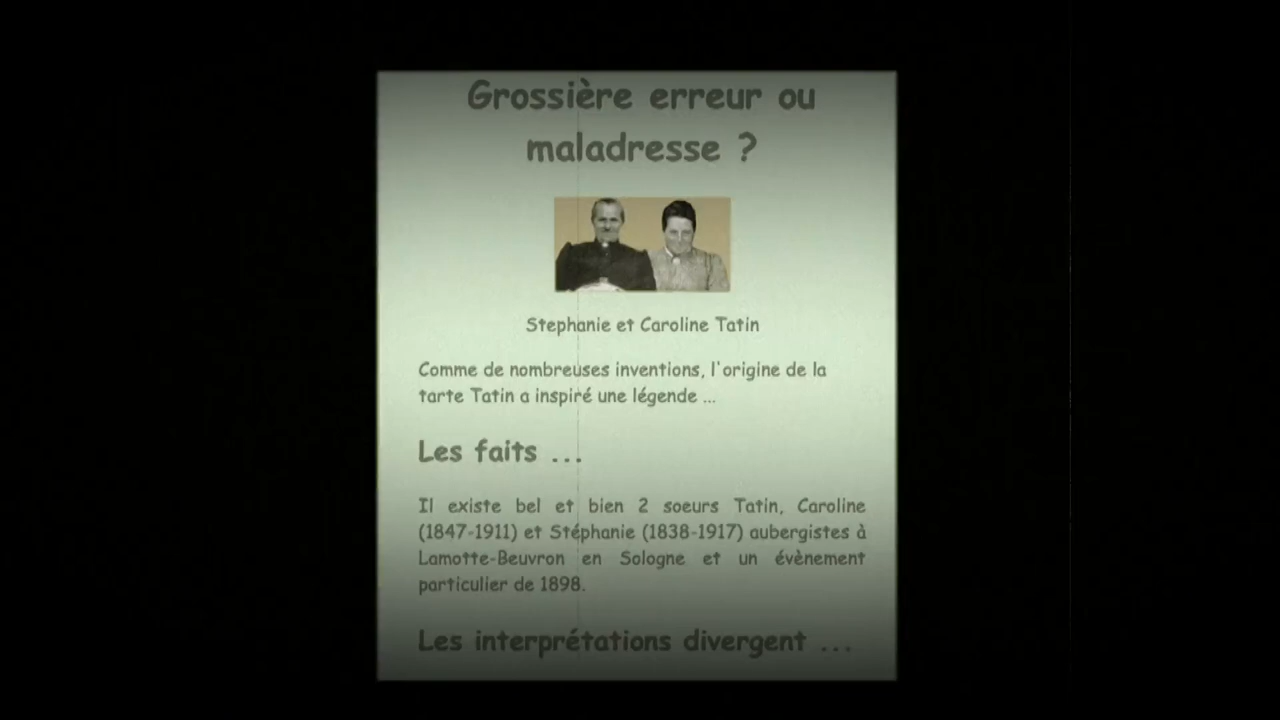 Grossière erreur ou
maladresse ?
Stephanie et Caroline Tatin
Comme de nombreuses inventions, l'origine de la
tarte Tatin a inspiré une légende ...
Les faits ...
Il existe bel et bien 2 soeurs Tatin, Caroline
(1847-1911) et Stéphanie (1838-1917) aubergistes à
Lamotte-Beuvron en Sologne et un évènement
particulier de 1898.
Les interprétations divergent ...